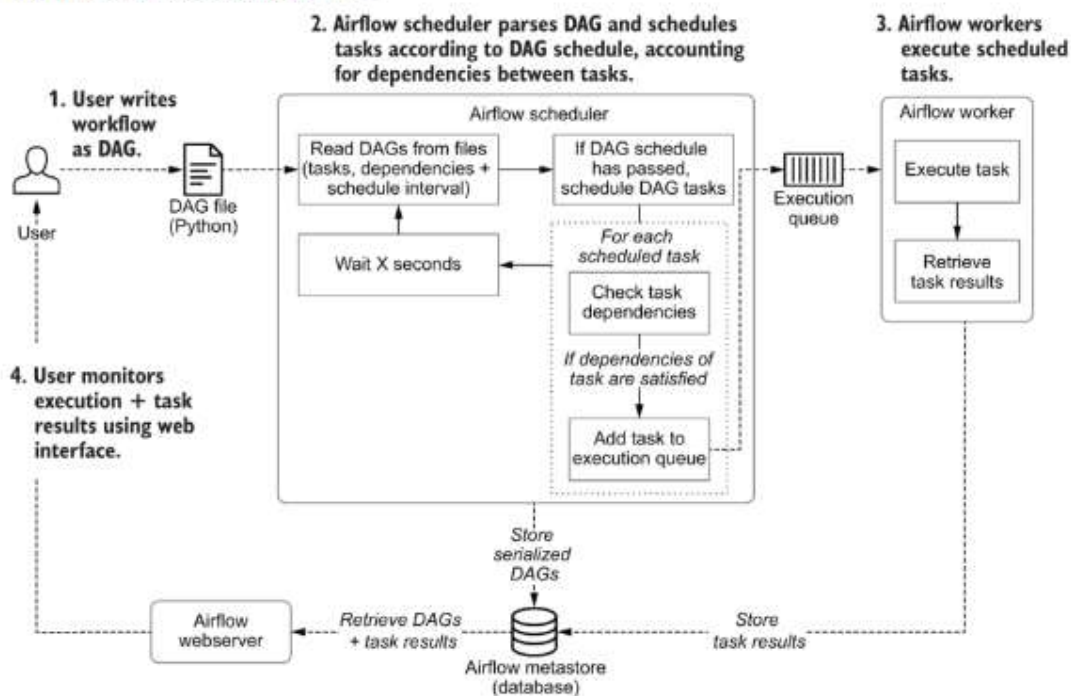 2. Airflow scheduler parses DAG and schedules
tasks according to DAG schedule, accounting
for dependencies between tasks.
3. Airflow workers
execute scheduled
tasks.
1. User writes
workflow
as DAG.
User
DAG file
(Python)
Airflow scheduler
Read DAGs from files
(tasks, dependencies +
schedule interval)
If DAG schedule
has passed,
schedule DAG tasks
Wait X seconds
For each
scheduled task
Check task
dependencies
If dependencies of
task are satisfied
Add task to
execution queue
Execution
queue
Airflow worker
Execute task
Retrieve
task results
4. User monitors
execution + task
results using web
interface.
Store
serialized
DAGs
Airflow
webserver
Retrieve DAGs
+ task results
Airflow metastore
(database)
Store
task results